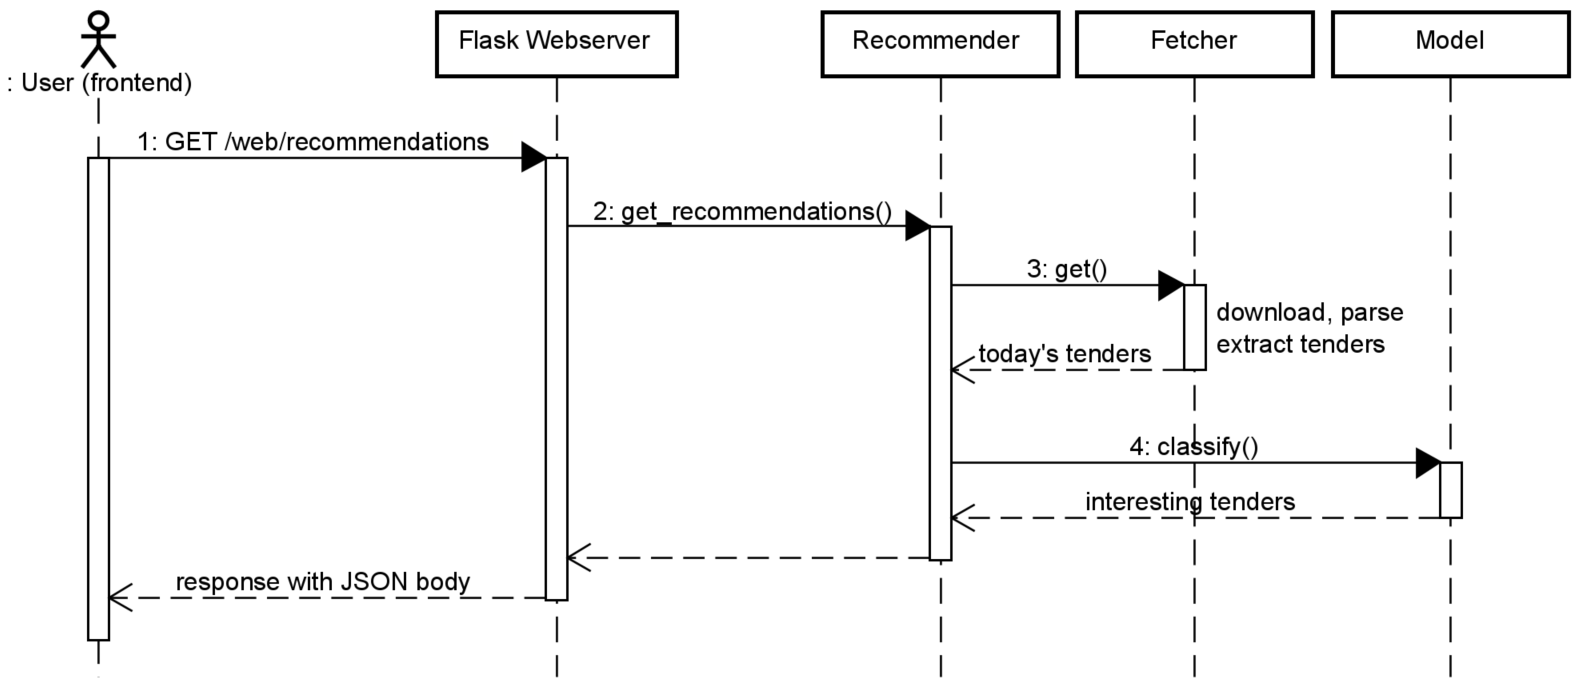 Flask Webserver
Recommender
Fetcher
Model
: User (frontend)
1: GET /web/recommendations
2: get_recommendations()
3: get()
download, parse
extract tenders
today's tenders
4: classify()
interesting tenders
response with JSON body